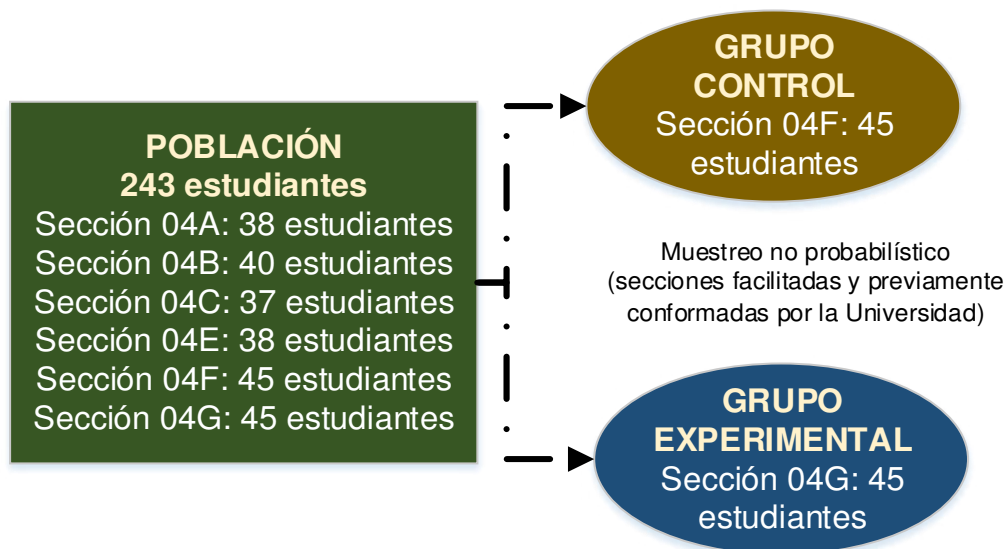 POBLACIÓN
243 estudiantes
Sección 04A: 38 estudiantes
Sección 04B: 40 estudiantes
Sección 04C: 37 estudiantes
Sección 04E: 38 estudiantes
Sección 04F: 45 estudiantes
Sección 04G: 45 estudiantes
GRUPO
CONTROL
Sección 04F: 45
estudiantes
Muestreo no probabilístico
(secciones facilitadas y previamente
conformadas por la Universidad)
GRUPO
EXPERIMENTAL
Sección 04G: 45
estudiantes